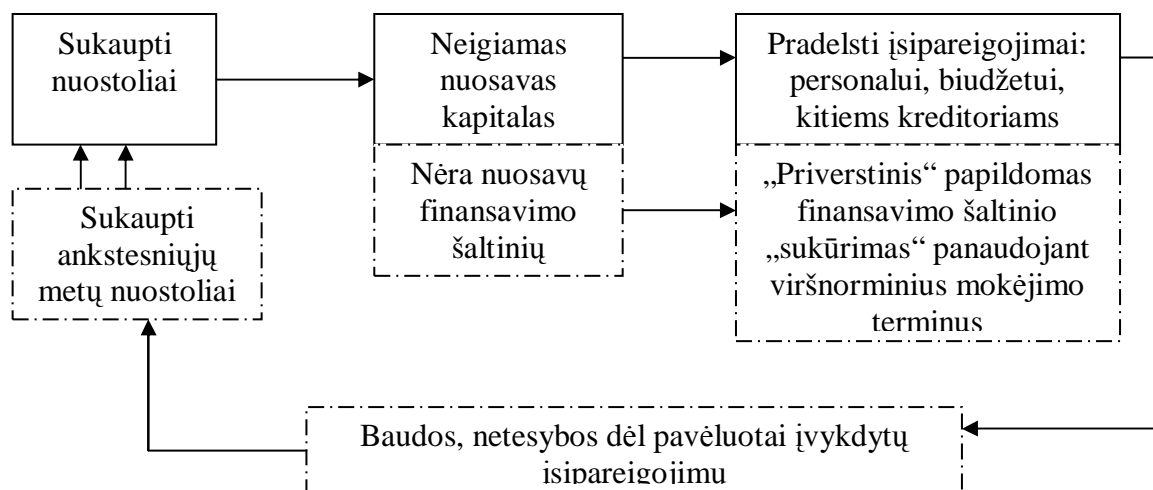 Sukaupti
nuostoliai
Neigiamas
nuosavas
kapitalas
Pradelsti įsipareigojimai:
personalui, biudžetui,
kitiems kreditoriams
Sukaupti
ankstesniųjų
metų nuostoliai
Nėra nuosavų
finansavimo
šaltinių
„Priverstinis“ papildomas
finansavimo šaltinio
„sukūrimas“ panaudojant
viršnorminius mokėjimo
terminus
Baudos, netesybos dėl pavėluotai įvykdytų
įsipareigojimų